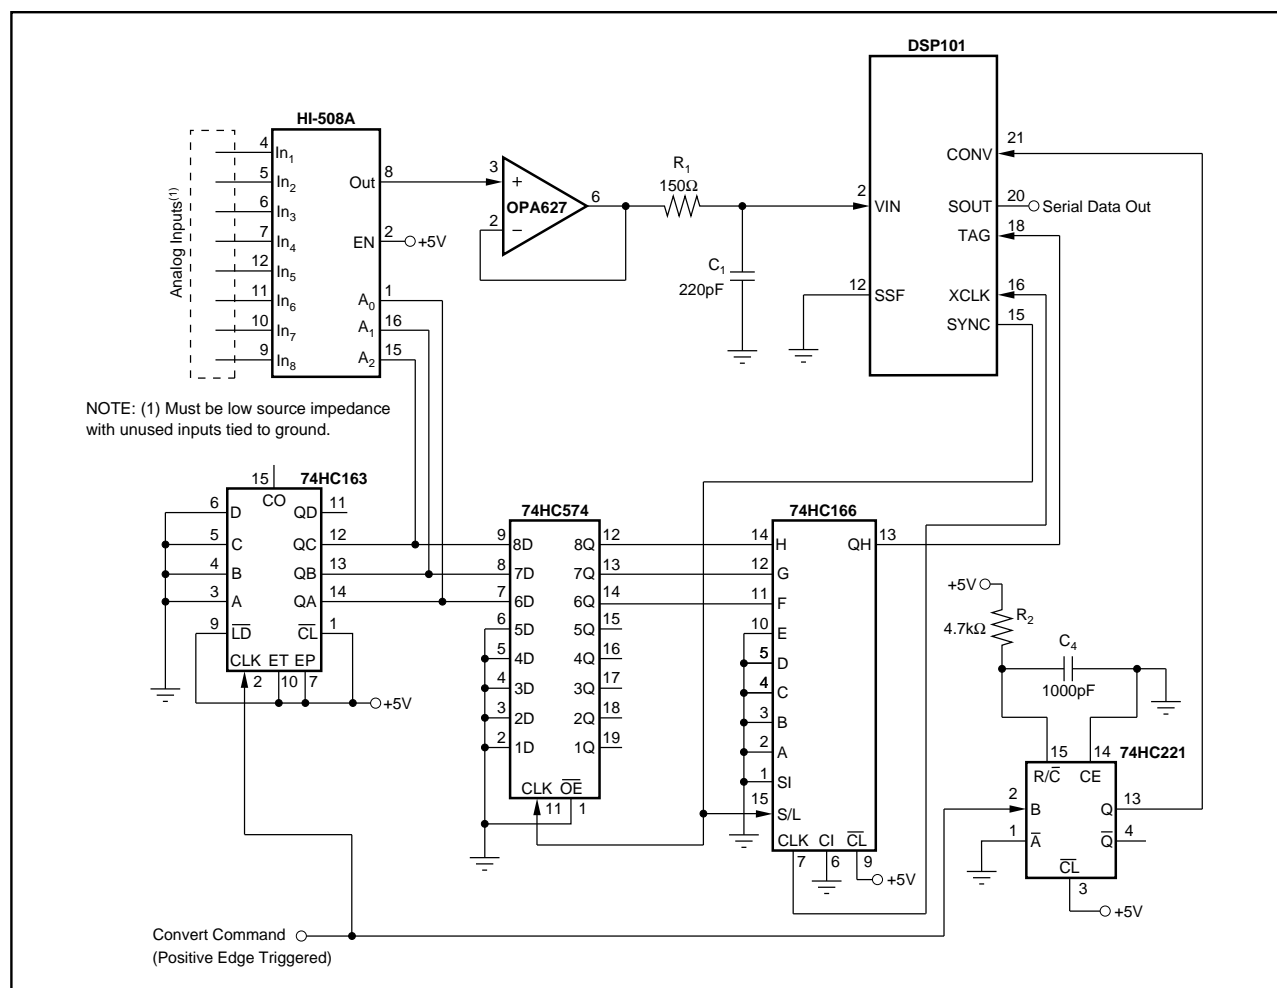 DSP101
HI-508A
Analog Inputs(1)
4 In1
5 In2
6 In3
7 In4
12 In5
11 In6
10 In7
9 In8
Out 8
EN 2 +5V
A0 1
A1 16
A2 15
3 +
OPA627
2 −
6
R1
150Ω
C1
220pF
2 VIN
12 SSF
CONV 21
SOUT 20 Serial Data Out
TAG 18
XCLK 16
SYNC 15
NOTE: (1) Must be low source impedance
with unused inputs tied to ground.
74HC163
15
CO
6 D
5 C
4 B
3 A
9 L̅D̅
QD 11
QC 12
QB 13
QA 14
C̅L̅ 1
CLK ET EP
2 10 7
+5V
74HC574
9 8D
8 7D
7 6D
6 5D
5 4D
4 3D
3 2D
2 1D
8Q 12
7Q 13
6Q 14
5Q 15
4Q 16
3Q 17
2Q 18
1Q 19
CLK O̅E̅
11 1
74HC166
14 H
12 G
11 F
10 E
5 D
4 C
3 B
2 A
1 SI
15 S/L
QH 13
CLK CI C̅L̅
7 6 9
+5V
+5V
R2
4.7kΩ
C4
1000pF
74HC221
15 14
R/C̅ CE
2 B
1 A̅
Q 13
Q̅ 4
C̅L̅
3
+5V
Convert Command
(Positive Edge Triggered)